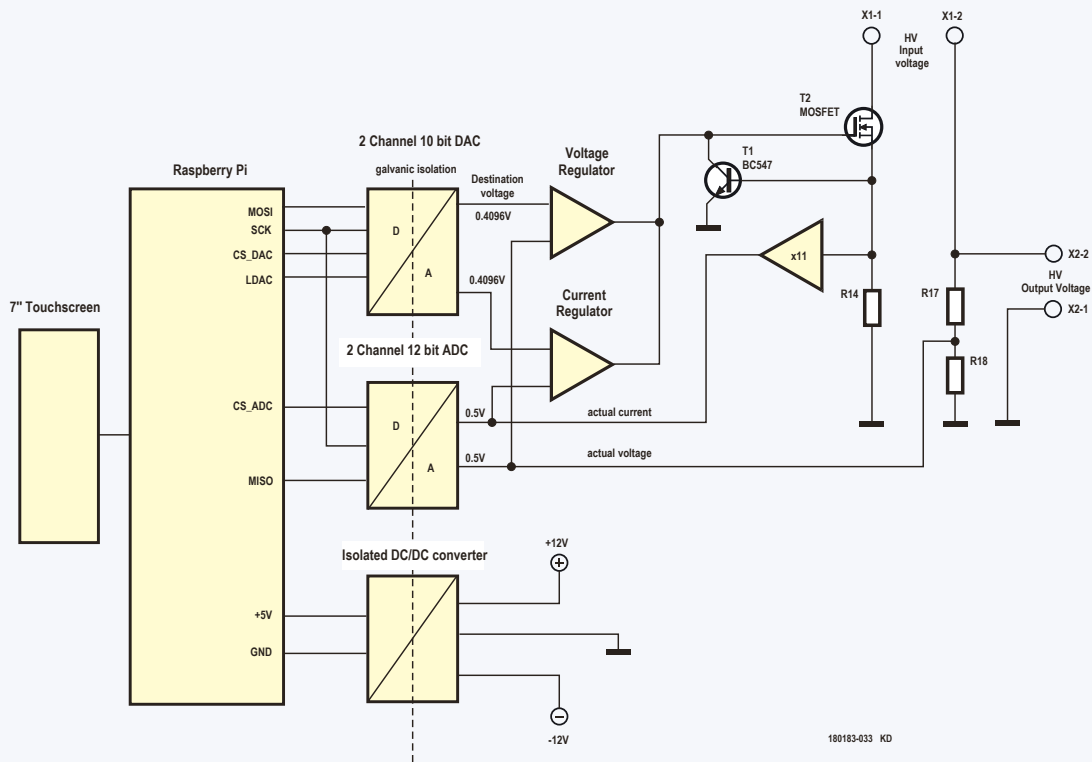 X1-1
X1-2
HV
Input
voltage
T2
MOSFET
2 Channel 10 bit DAC
galvanic isolation
Raspberry Pi
Destination
voltage
0.4096V
Voltage
Regulator
T1
BC547
MOSI
SCK
CS_DAC
LDAC
D
A
0.4096V
x11
X2-2
HV
Output Voltage
X2-1
R14
R17
R18
7" Touchscreen
Current
Regulator
2 Channel 12 bit ADC
CS_ADC
MISO
D
A
0.5V
actual current
0.5V
actual voltage
Isolated DC/DC converter
+12V
+
+5V
GND
−
-12V
180183-033 KD